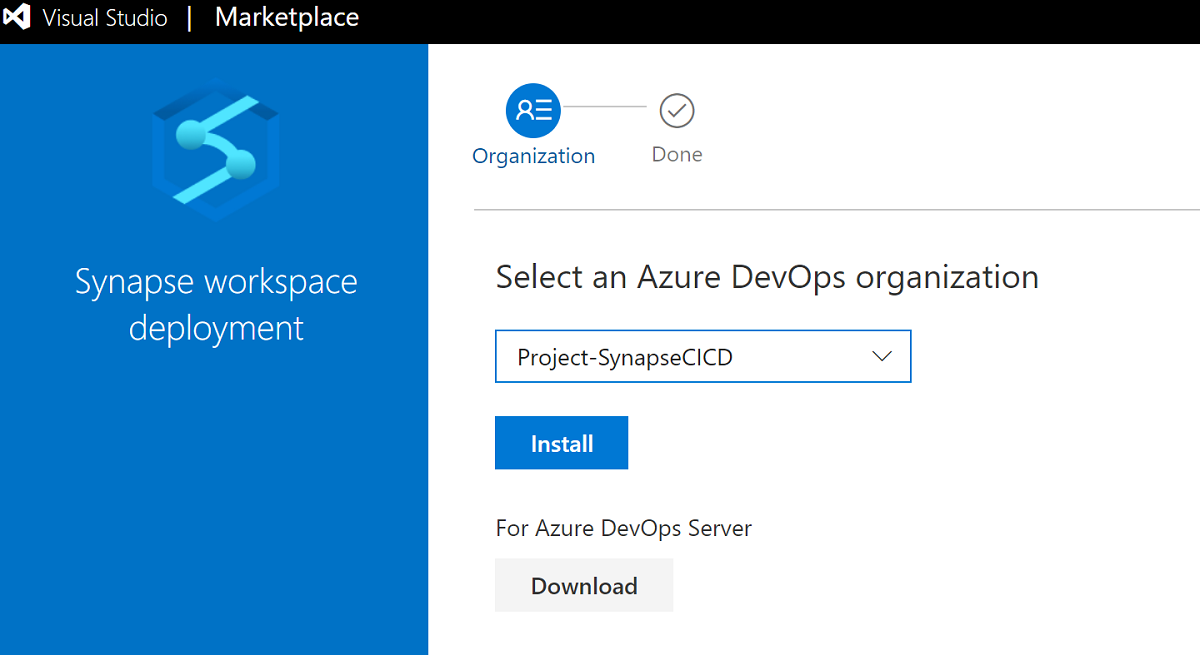 Visual Studio | Marketplace
Synapse workspace
deployment
Organization
Done
Select an Azure DevOps organization
Project-SynapseCICD
Install
For Azure DevOps Server
Download